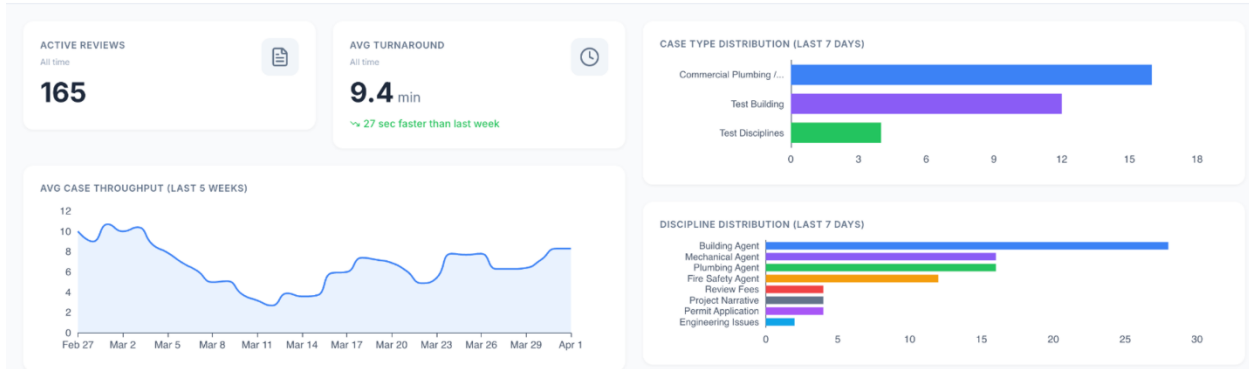 ACTIVE REVIEWS
All time
165
AVG TURNAROUND
All time
9.4 min
27 sec faster than last week
AVG CASE THROUGHPUT (LAST 5 WEEKS)
12
10
8
6
4
2
0
Feb 27 Mar 2 Mar 5 Mar 8 Mar 11 Mar 14 Mar 17 Mar 20 Mar 23 Mar 26 Mar 29 Apr 1
CASE TYPE DISTRIBUTION (LAST 7 DAYS)
Commercial Plumbing /...
Test Building
Test Disciplines
0 3 6 9 12 15 18
DISCIPLINE DISTRIBUTION (LAST 7 DAYS)
Building Agent
Mechanical Agent
Plumbing Agent
Fire Safety Agent
Review Fees
Project Narrative
Permit Application
Engineering Issues
0 5 10 15 20 25 30